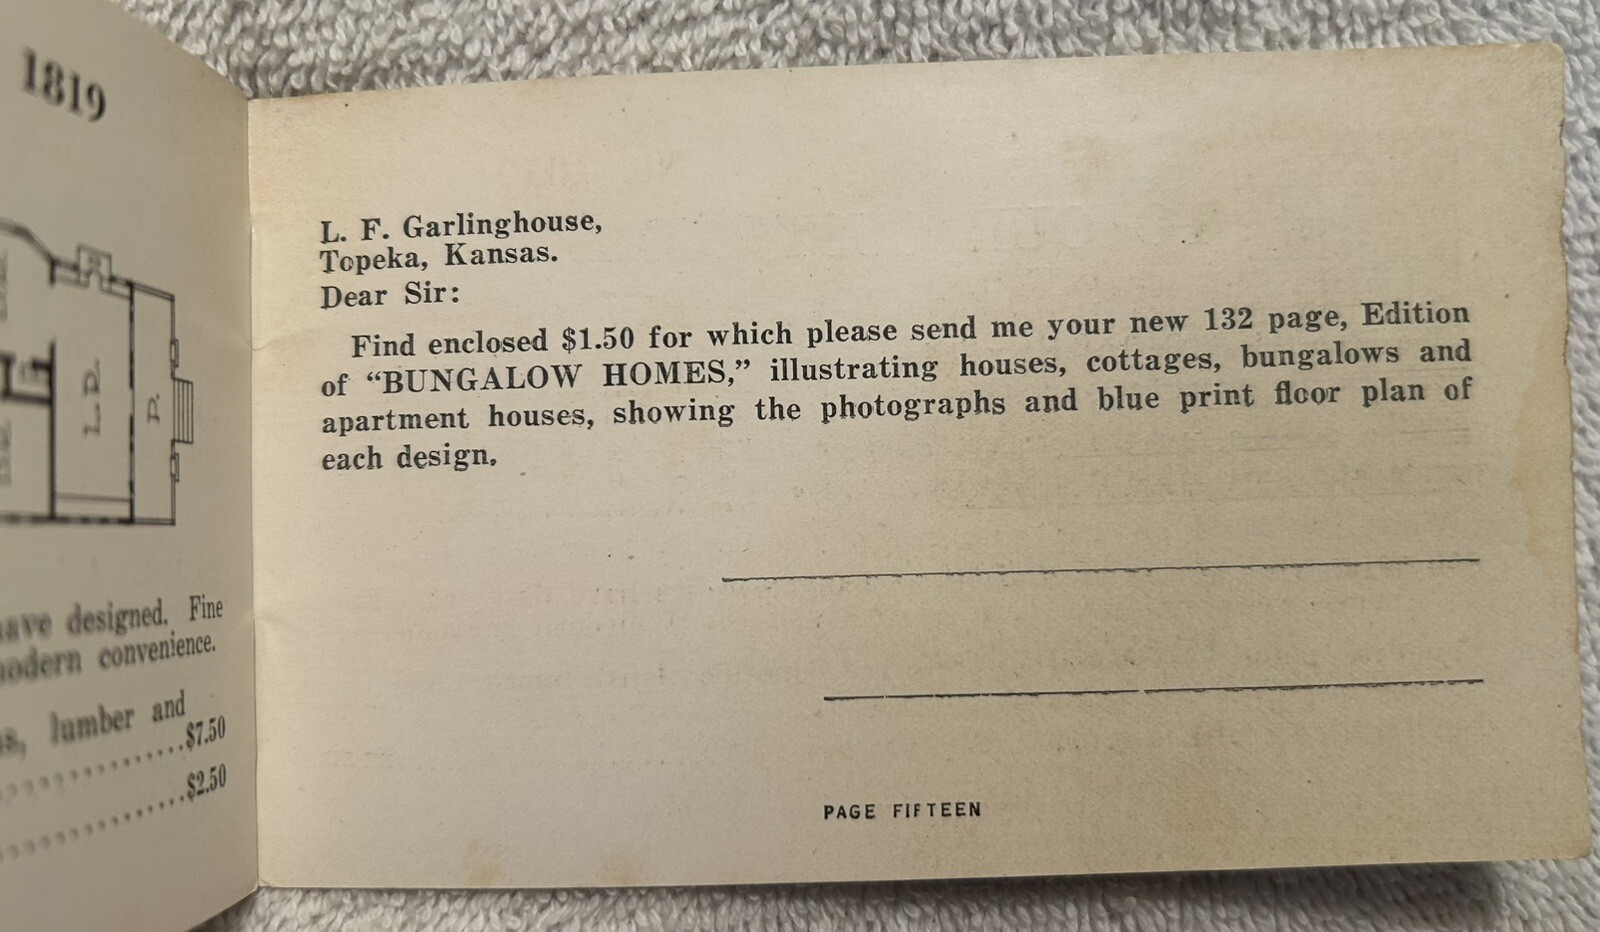 1819
L.D.
P.
have designed. Fine
modern convenience.
lumber and
$7.50
$2.50
L. F. Garlinghouse,
Topeka, Kansas.
Dear Sir:
Find enclosed $1.50 for which please send me your new 132 page, Edition
of “BUNGALOW HOMES,” illustrating houses, cottages, bungalows and
apartment houses, showing the photographs and blue print floor plan of
each design.
PAGE FIFTEEN